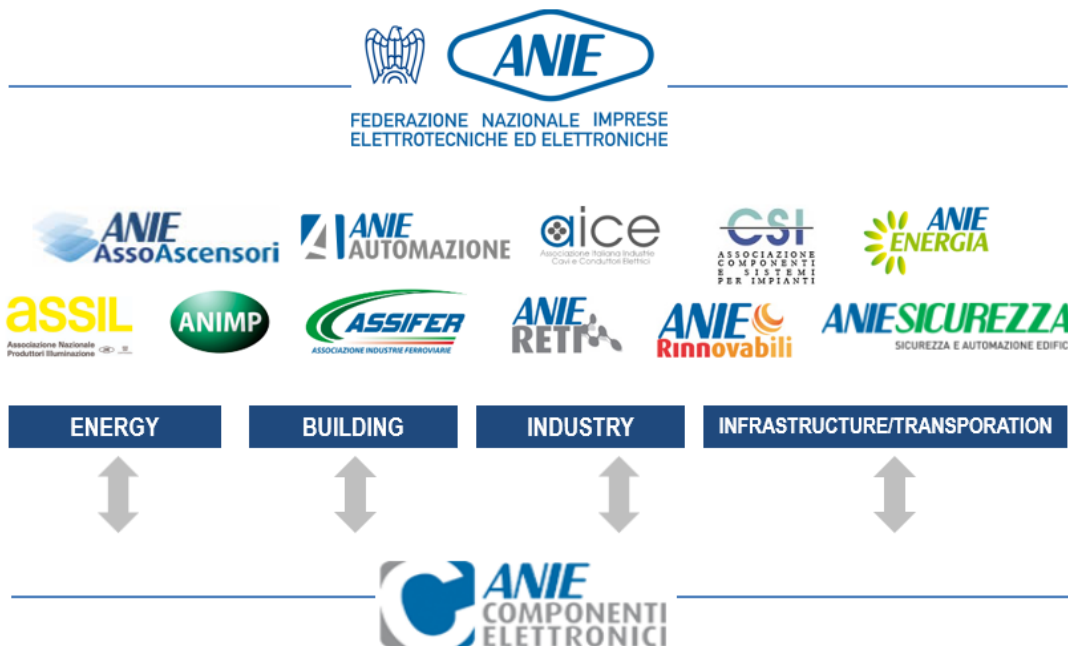 ANIE
FEDERAZIONE NAZIONALE IMPRESE
ELETTROTECNICHE ED ELETTRONICHE
ANIE
AssoAscensori
ANIE
AUTOMAZIONE
aice
Associazione Italiana Industrie
Cavi e Conduttori Elettrici
CSI
ASSOCIAZIONE
COMPONENTI
E SISTEMI
PER IMPIANTI
ANIE
ENERGIA
assil
Associazione Nazionale
Produttori Illuminazione
ANIMP
ASSIFER
ASSOCIAZIONE INDUSTRIE FERROVIARIE
ANIE
RETI
ANIE
Rinnovabili
ANIESICUREZZA
SICUREZZA E AUTOMAZIONE EDIFIC
ENERGY
BUILDING
INDUSTRY
INFRASTRUCTURE/TRANSPORATION
ANIE
COMPONENTI
ELETTRONICI